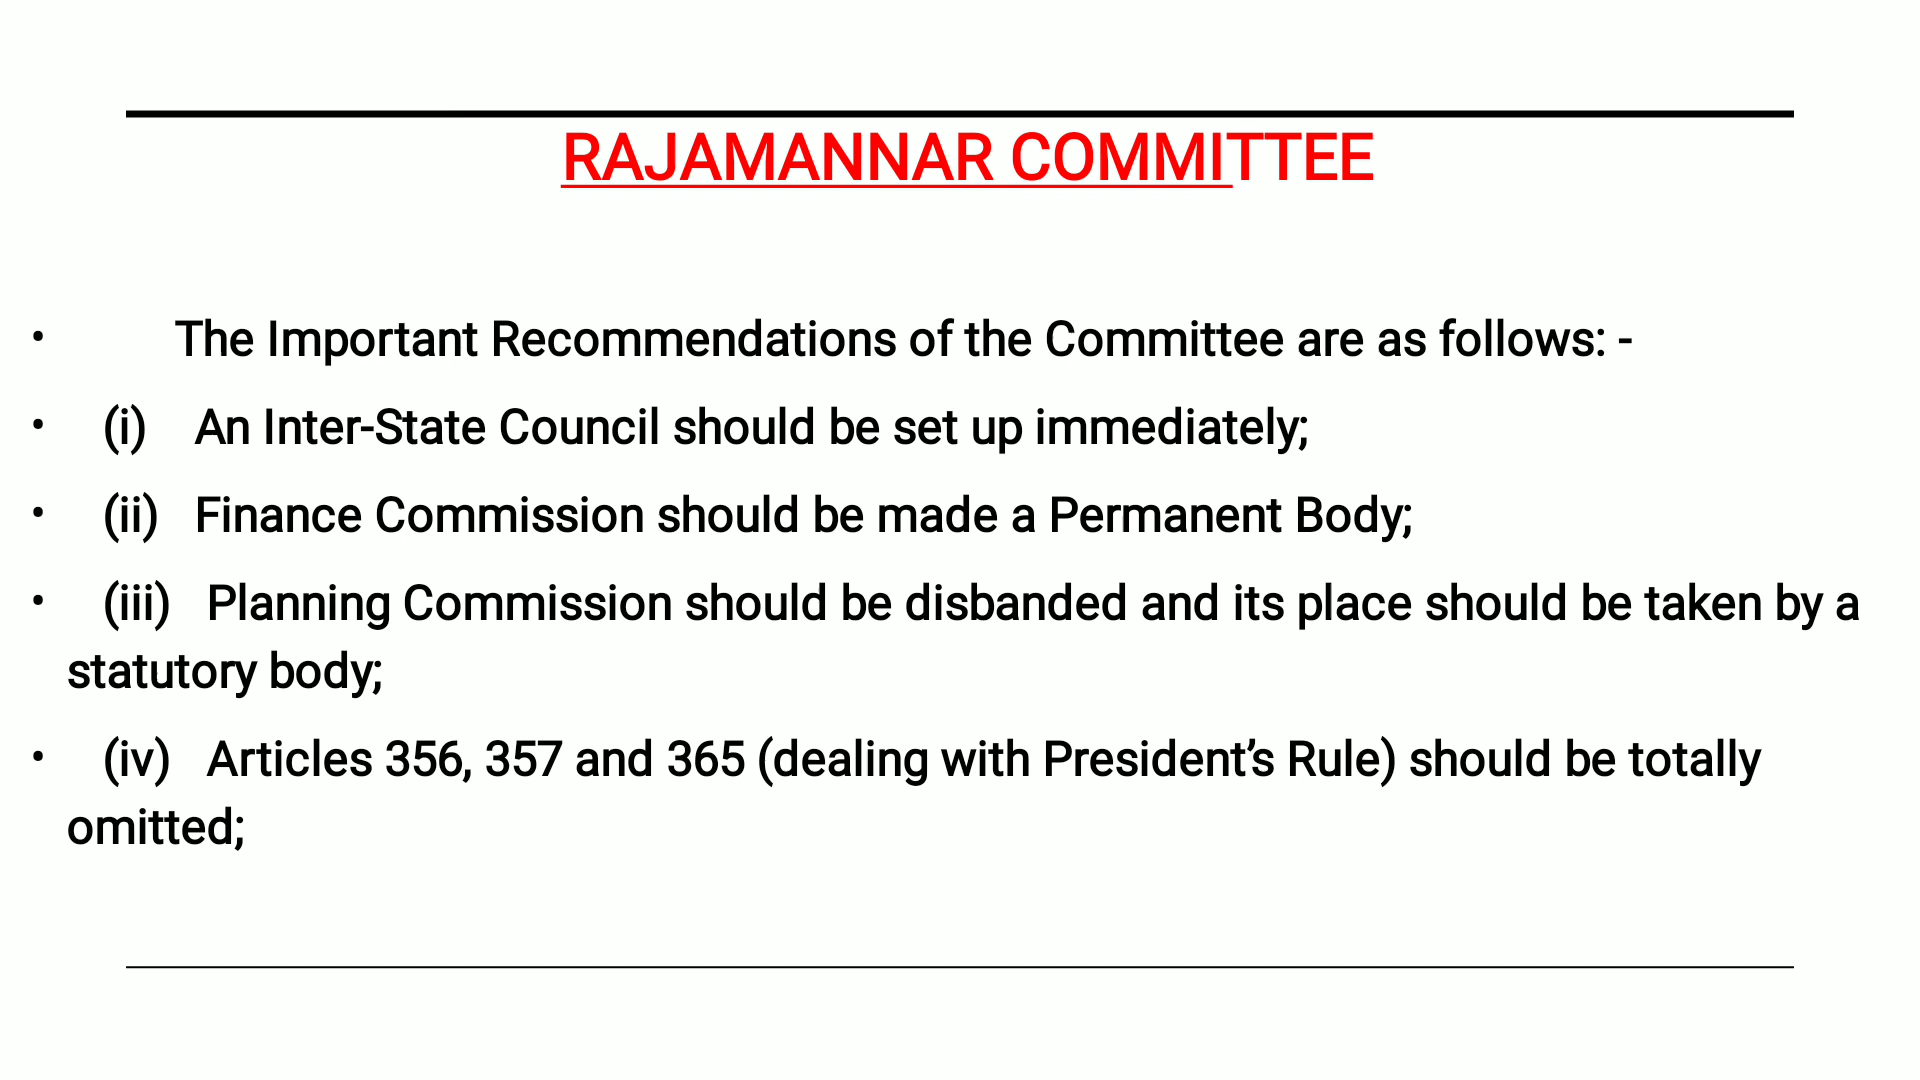 RAJAMANNAR COMMITTEE
• The Important Recommendations of the Committee are as follows: -
• (i) An Inter-State Council should be set up immediately;
• (ii) Finance Commission should be made a Permanent Body;
• (iii) Planning Commission should be disbanded and its place should be taken by a
statutory body;
• (iv) Articles 356, 357 and 365 (dealing with President’s Rule) should be totally
omitted;